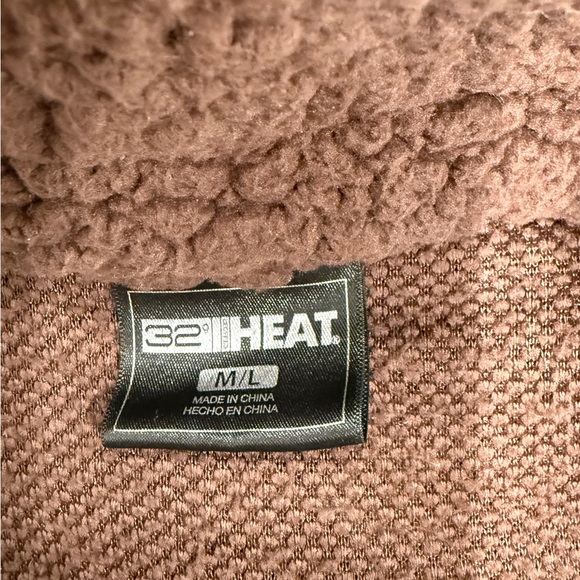 32° HEAT®
M/L
MADE IN CHINA
HECHO EN CHINA